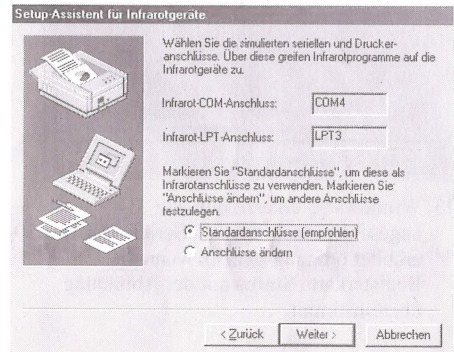 Setup-Assistent für Infrarotgeräte
Wählen Sie die simulierten seriellen und Drucker-
anschlüsse. Über diese greifen Infrarotprogramme auf die
Infrarotgeräte zu.
Infrarot-COM-Anschluss: COM4
Infrarot-LPT-Anschluss: LPT3
Markieren Sie "Standardanschlüsse", um diese als
Infrarotanschlüsse zu verwenden. Markieren Sie
"Anschlüsse ändern", um andere Anschlüsse
festzulegen.
Standardanschlüsse (empfohlen)
Anschlüsse ändern
< Zurück Weiter > Abbrechen